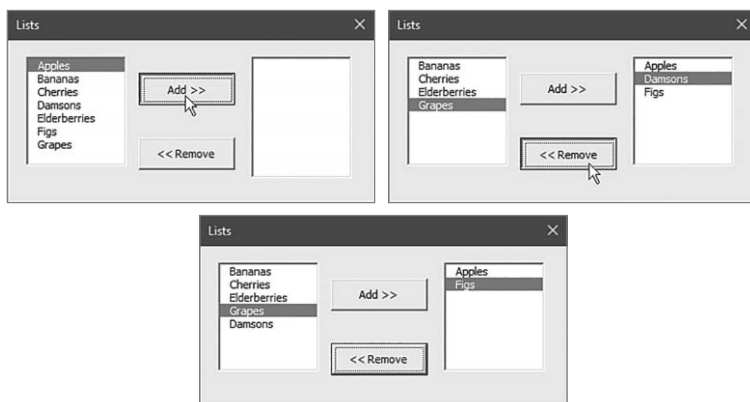 Lists
Apples
Bananas
Cherries
Damsons
Elderberries
Figs
Grapes
Add >>
<< Remove
Lists
Bananas
Cherries
Elderberries
Grapes
Add >>
<< Remove
Apples
Damsons
Figs
Lists
Bananas
Cherries
Elderberries
Grapes
Damsons
Add >>
<< Remove
Apples
Figs